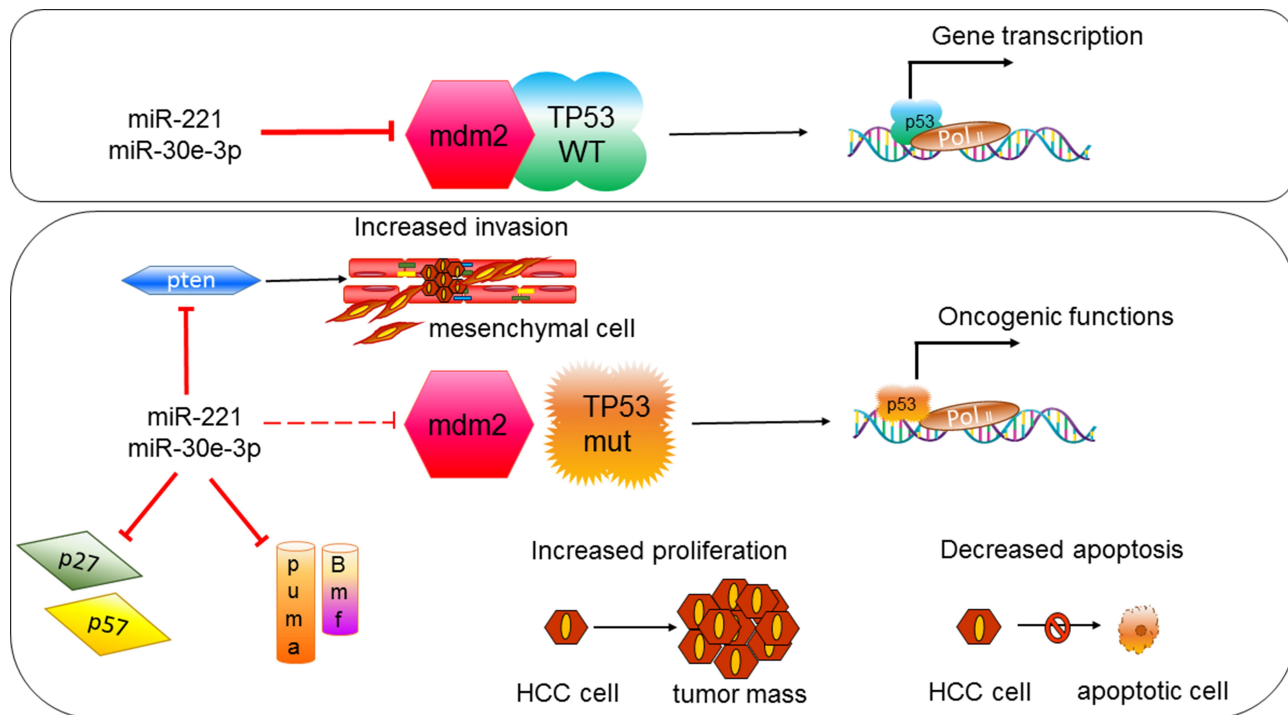 Gene transcription
miR-221
miR-30e-3p
mdm2
TP53
WT
p53
Pol II
Increased invasion
pten
mesenchymal cell
Oncogenic functions
miR-221
miR-30e-3p
mdm2
TP53
mut
p53
Pol II
p27
p57
puma
Bmf
Increased proliferation
HCC cell
tumor mass
Decreased apoptosis
HCC cell
apoptotic cell